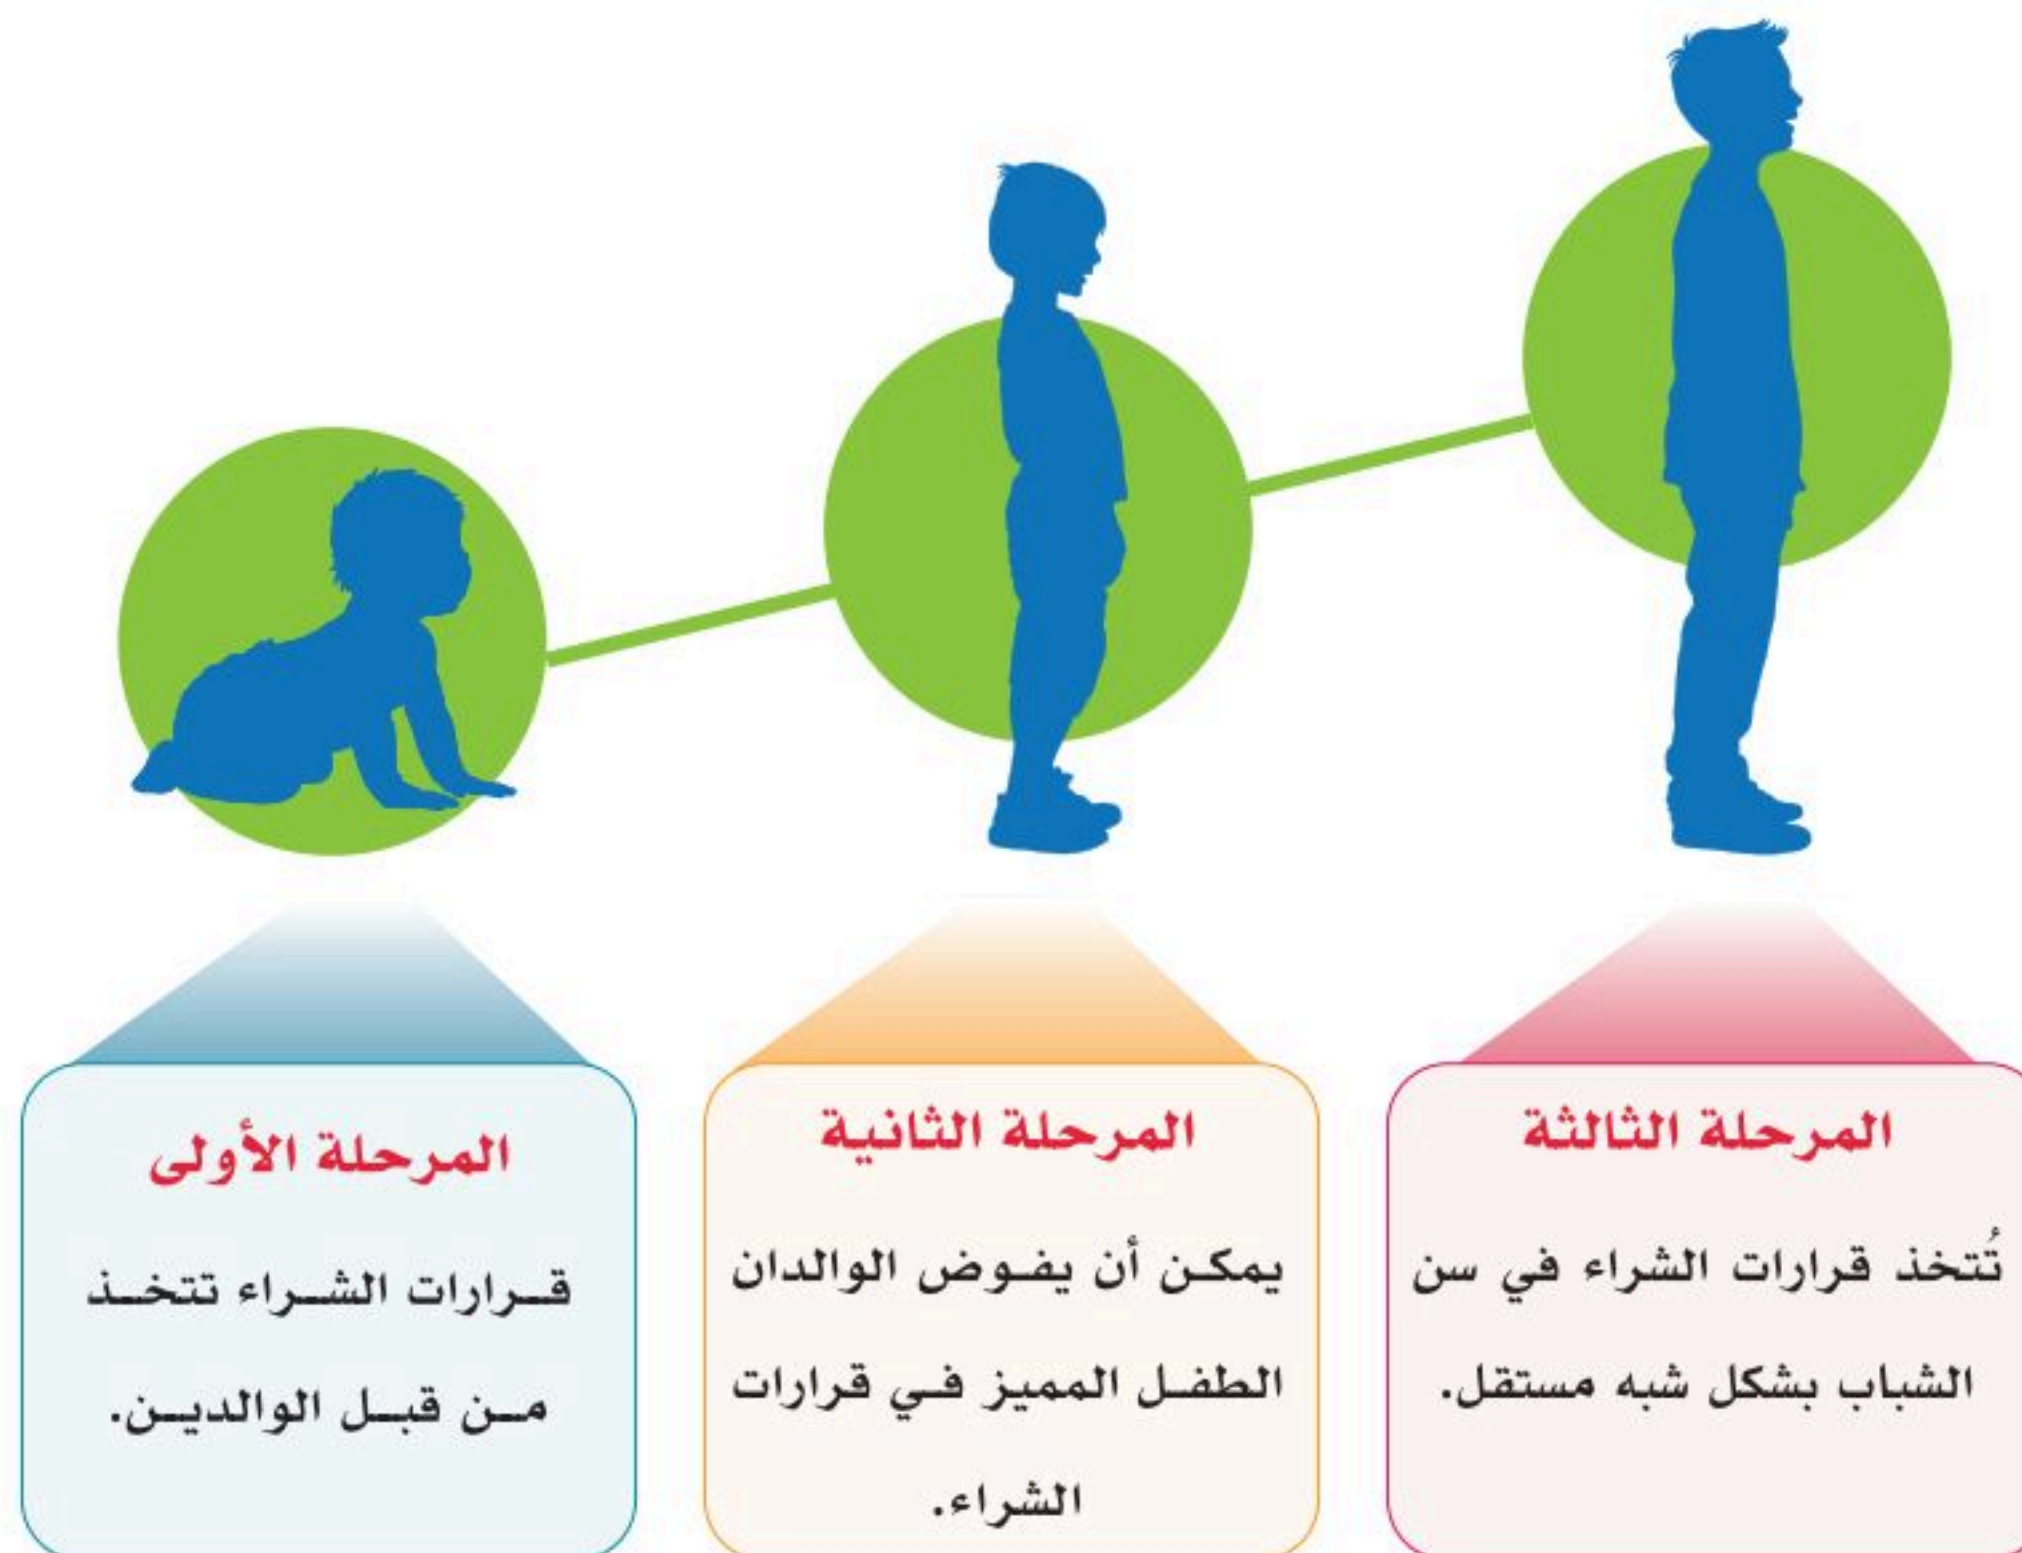 المرحلة الأولى
قرارات الشراء تتخذ
من قبل الوالدين.
المرحلة الثانية
يمكن أن يفوض الوالدان
الطفل المميز في قرارات
الشراء.
المرحلة الثالثة
تُتخذ قرارات الشراء في سن
الشباب بشكل شبه مستقل.